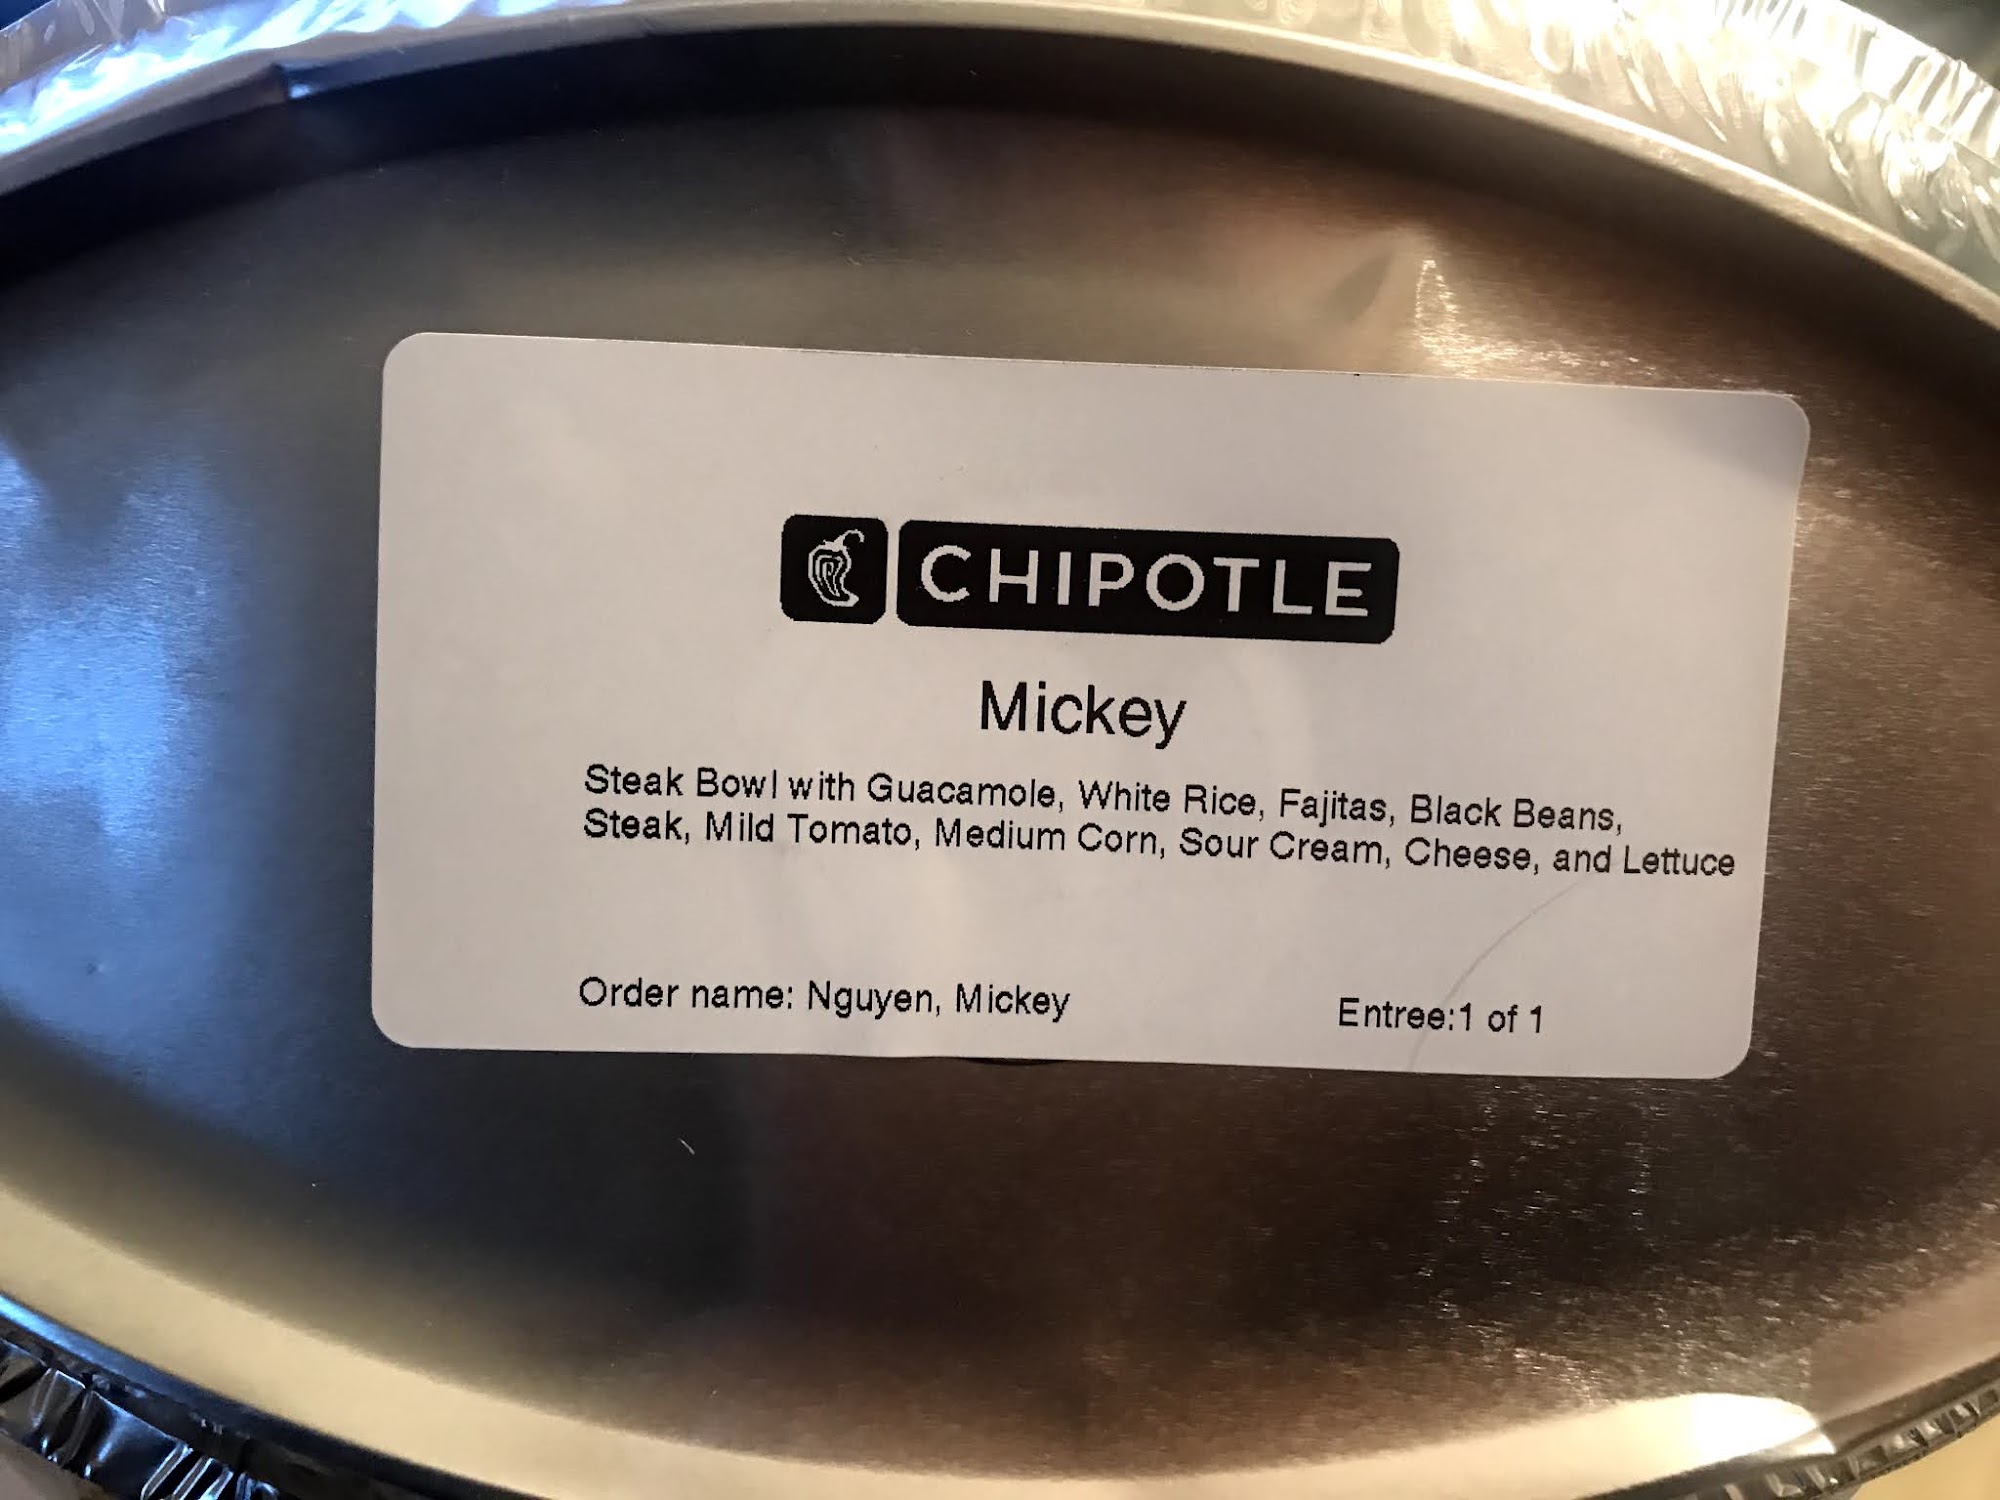 CHIPOTLE
Mickey
Steak Bowl with Guacamole, White Rice, Fajitas, Black Beans,
Steak, Mild Tomato, Medium Corn, Sour Cream, Cheese, and Lettuce
Order name: Nguyen, Mickey
Entree:1 of 1